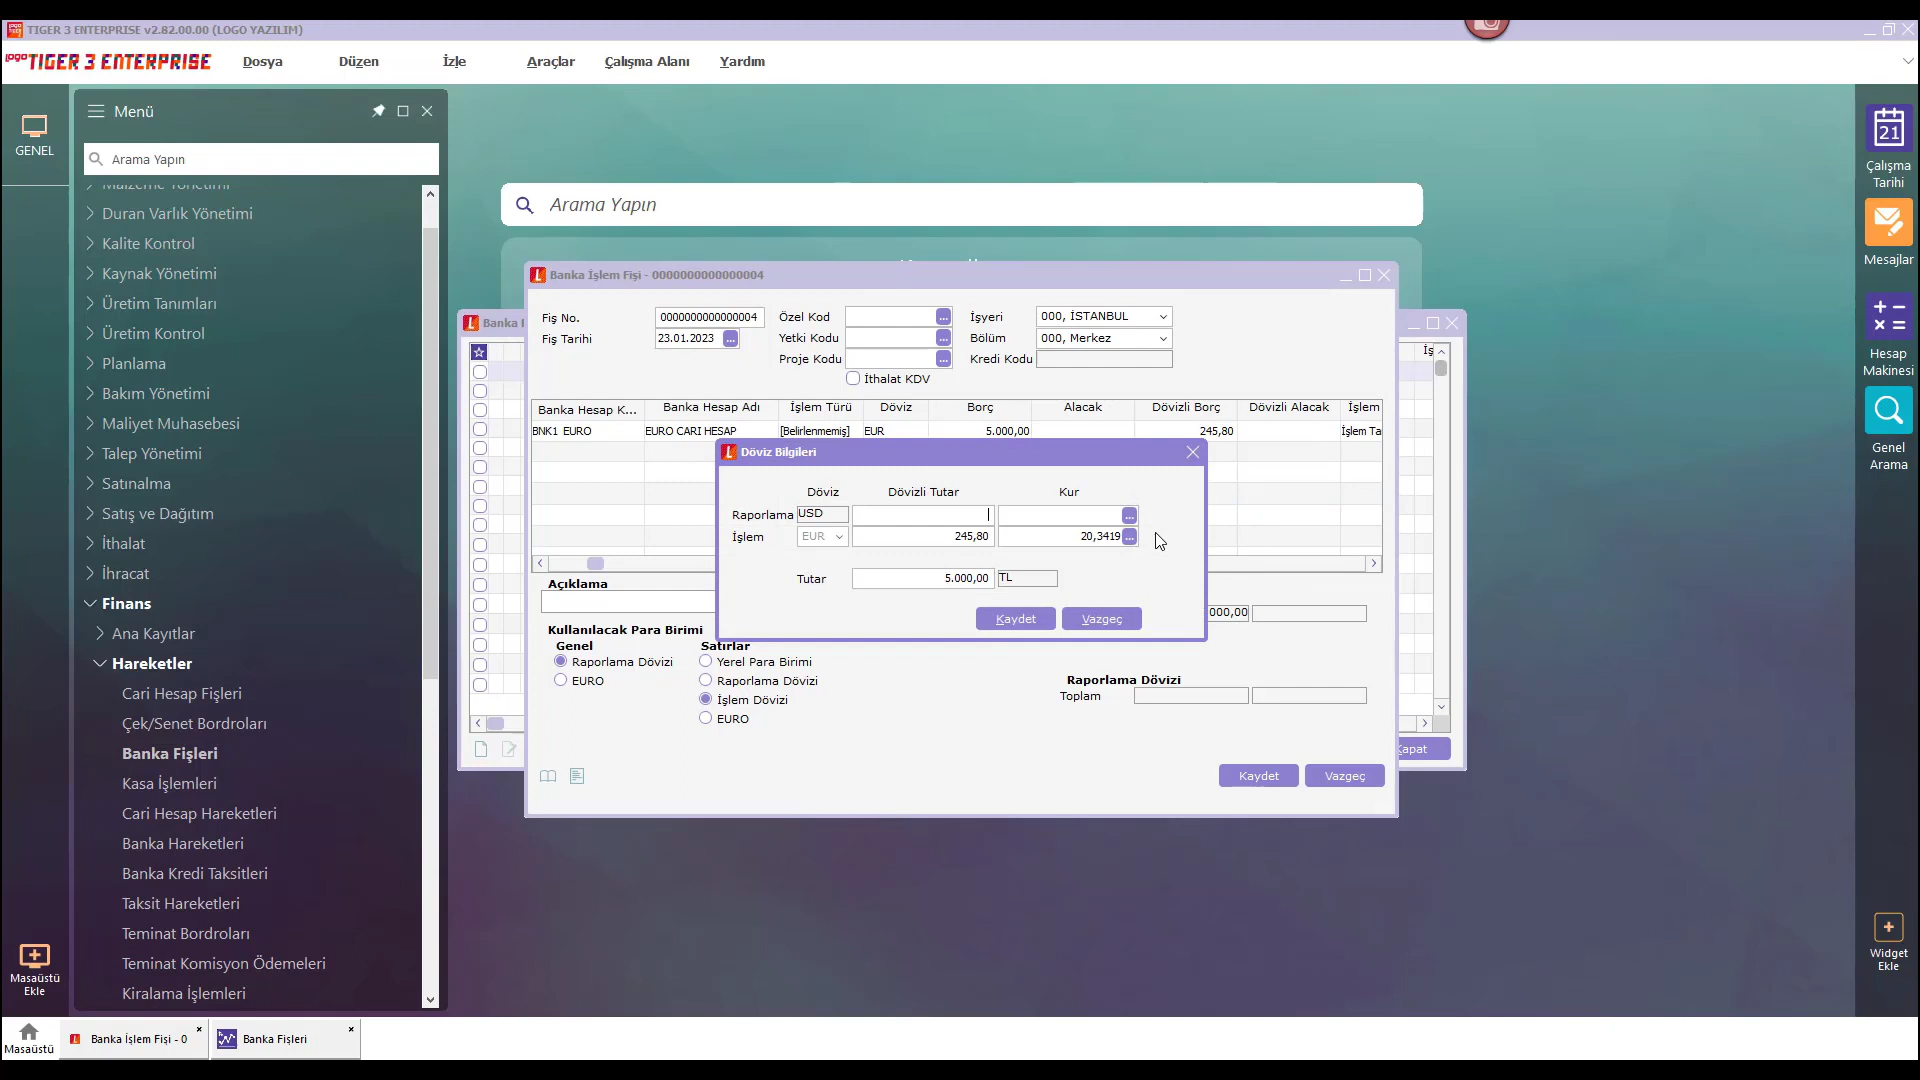 TIGER 3 ENTERPRISE v2.82.00.00 (LOGO YAZILIM)
logo TIGER 3 ENTERPRISE
Dosya Düzen İzle Araçlar Çalışma Alanı Yardım
GENEL
Menü
Arama Yapın
Malzeme Yönetimi
Duran Varlık Yönetimi
Kalite Kontrol
Kaynak Yönetimi
Üretim Tanımları
Üretim Kontrol
Planlama
Bakım Yönetimi
Maliyet Muhasebesi
Talep Yönetimi
Satınalma
Satış ve Dağıtım
İthalat
İhracat
Finans
Ana Kayıtlar
Hareketler
Cari Hesap Fişleri
Çek/Senet Bordroları
Banka Fişleri
Kasa İşlemleri
Cari Hesap Hareketleri
Banka Hareketleri
Banka Kredi Taksitleri
Taksit Hareketleri
Teminat Bordroları
Teminat Komisyon Ödemeleri
Kiralama İşlemleri
Masaüstü
Ekle
Arama Yapın
Banka İşlem Fişi - 0000000000000004
Fiş No. 0000000000000004 Özel Kod ... İşyeri 000, İSTANBUL
Fiş Tarihi 23.01.2023 ... Yetki Kodu ... Bölüm 000, Merkez
Proje Kodu ... Kredi Kodu
İthalat KDV
Banka Hesap K... Banka Hesap Adı İşlem Türü Döviz Borç Alacak Dövizli Borç Dövizli Alacak İşlem
BNK1 EURO EURO CARI HESAP [Belirlenmemiş] EUR 5.000,00 245,80 İşlem Ta
Döviz Bilgileri
Döviz Dövizli Tutar Kur
Raporlama USD ...
İşlem EUR 245,80 20,3419 ...
Tutar 5.000,00 TL
Kaydet Vazgeç
Açıklama
000,00
Kullanılacak Para Birimi
Genel Satırlar
Raporlama Dövizi Yerel Para Birimi
EURO Raporlama Dövizi
İşlem Dövizi
EURO
Raporlama Dövizi
Toplam
Kaydet Vazgeç
Banka
İş
Kapat
21
Çalışma
Tarihi
Mesajlar
Hesap
Makinesi
Genel
Arama
Widget
Ekle
Masaüstü
Banka İşlem Fişi - 0
Banka Fişleri